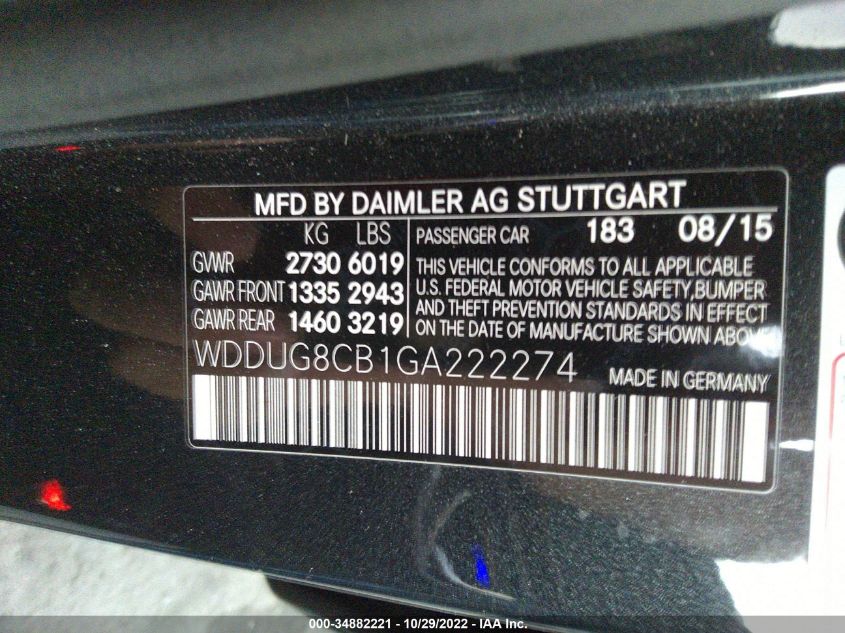 MFD BY DAIMLER AG STUTTGART
KG LBS
GVWR 2730 6019
GAWR FRONT 1335 2943
GAWR REAR 1460 3219
PASSENGER CAR 183 08/15
THIS VEHICLE CONFORMS TO ALL APPLICABLE
U.S. FEDERAL MOTOR VEHICLE SAFETY,BUMPER
AND THEFT PREVENTION STANDARDS IN EFFECT
ON THE DATE OF MANUFACTURE SHOWN ABOVE
WDDUG8CB1GA222274 MADE IN GERMANY
000-34882221 - 10/29/2022 - IAA Inc.